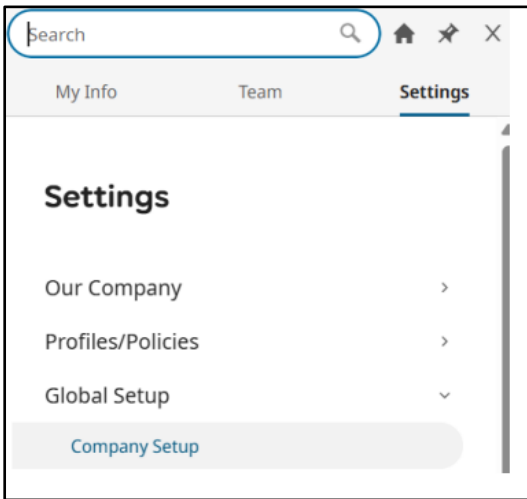 Search
My Info Team Settings
Settings
Our Company
Profiles/Policies
Global Setup
Company Setup